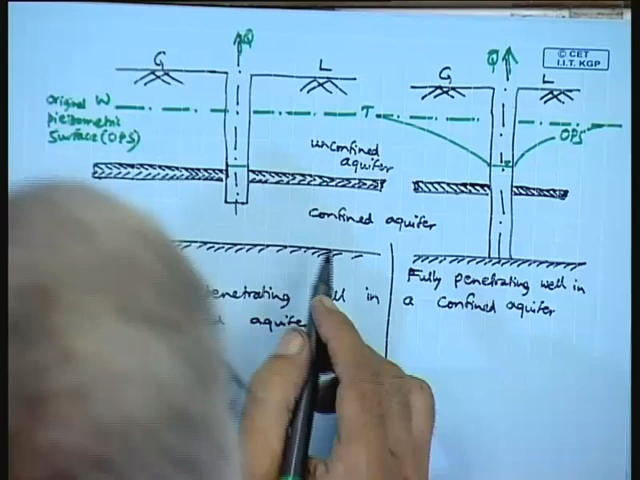 Q
G L
original W T
piezometric
Surface(OPS)
unconfined
aquifer
Confined aquifer
in
aquifer
© CET
I.I.T. KGP
Q
G L
OPS
Fully penetrating well in
a Confined aquifer